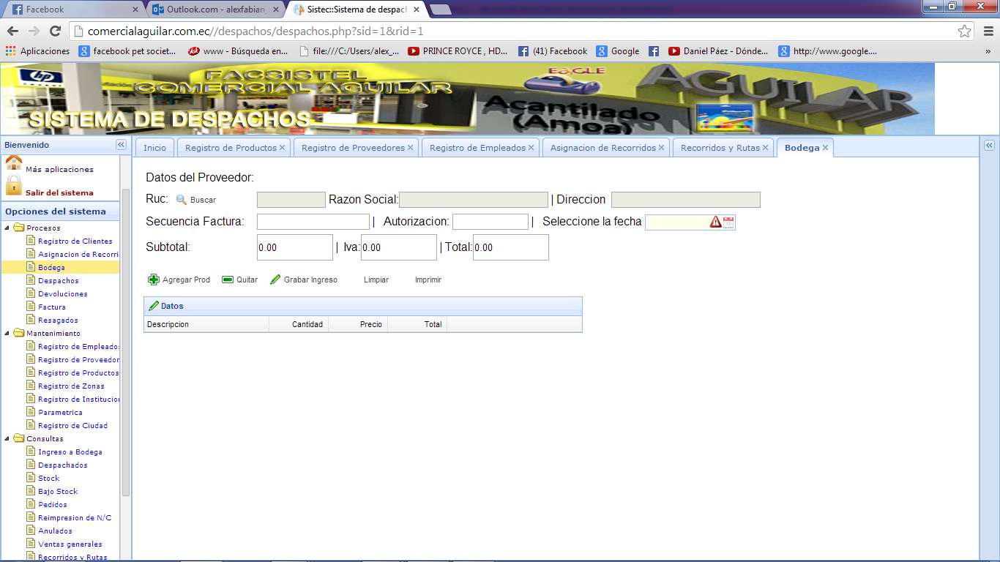 Facebook
Outlook.com - alexfabian_
Sistec::Sistema de despach
comercialaguilar.com.ec//despachos/despachos.php?sid=1&rid=1
Aplicaciones
facebook pet societ...
www - Búsqueda en...
file:///C:/Users/alex_...
PRINCE ROYCE , HD...
(41) Facebook
Google
Daniel Páez - Dónde...
http://www.google....
»
hp
FACSISTEL
COMERCIAL AGUILAR
SISTEMA DE DESPACHOS
EAGLE
Acantilado
(Amoa)
AGUILAR
Bienvenido
Más aplicaciones
Salir del sistema
Opciones del sistema
Procesos
Registro de Clientes
Asignacion de Recorri
Bodega
Despachos
Devoluciones
Factura
Resagados
Mantenimiento
Registro de Empleados
Registro de Proveedor
Registro de Productos
Registro de Zonas
Registro de Institucion
Parametrica
Registro de Ciudad
Consultas
Ingreso a Bodega
Despachados
Stock
Bajo Stock
Pedidos
Reimpresion de N/C
Anulados
Ventas generales
Recorridos y Rutas
Inicio
Registro de Productos
Registro de Proveedores
Registro de Empleados
Asignacion de Recorridos
Recorridos y Rutas
Bodega
Datos del Proveedor:
Ruc: Buscar Razon Social: | Direccion
Secuencia Factura: | Autorizacion: | Seleccione la fecha
Subtotal: 0.00 | Iva: 0.00 | Total: 0.00
Agregar Prod Quitar Grabar Ingreso Limpiar Imprimir
Datos
Descripcion Cantidad Precio Total